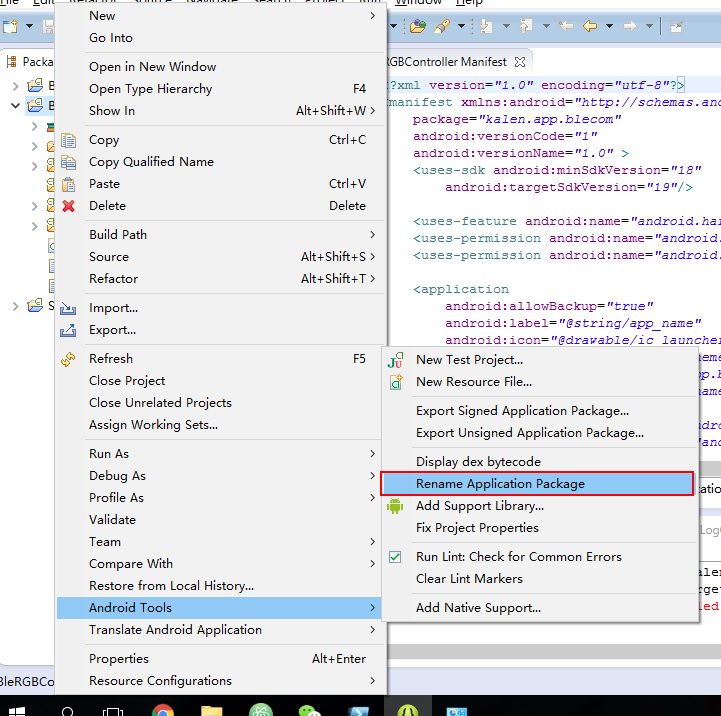 Window
Help
New
Go Into
Open in New Window
Open Type Hierarchy F4
Show In Alt+Shift+W
Copy Ctrl+C
Copy Qualified Name
Paste Ctrl+V
Delete Delete
Build Path
Source Alt+Shift+S
Refactor Alt+Shift+T
Import...
Export...
Refresh F5
Close Project
Close Unrelated Projects
Assign Working Sets...
Run As
Debug As
Profile As
Validate
Team
Compare With
Restore from Local History...
Android Tools
Translate Android Application
Properties Alt+Enter
Resource Configurations
New Test Project...
New Resource File...
Export Signed Application Package...
Export Unsigned Application Package...
Display dex bytecode
Rename Application Package
Add Support Library...
Fix Project Properties
Run Lint: Check for Common Errors
Clear Lint Markers
Add Native Support...
Packa
RGBController Manifest
?xml version="1.0" encoding="utf-8"?>
manifest xmlns:android="http://schemas.and
package="kalen.app.blecom"
android:versionCode="1"
android:versionName="1.0" >
<uses-sdk android:minSdkVersion="18"
android:targetSdkVersion="19"/>
<uses-feature android:name="android.har
<uses-permission android:name="android.
<uses-permission android:name="android.
<application
android:allowBackup="true"
android:label="@string/app_name"
android:icon="@drawable/ic_launcher
BleRGBCo